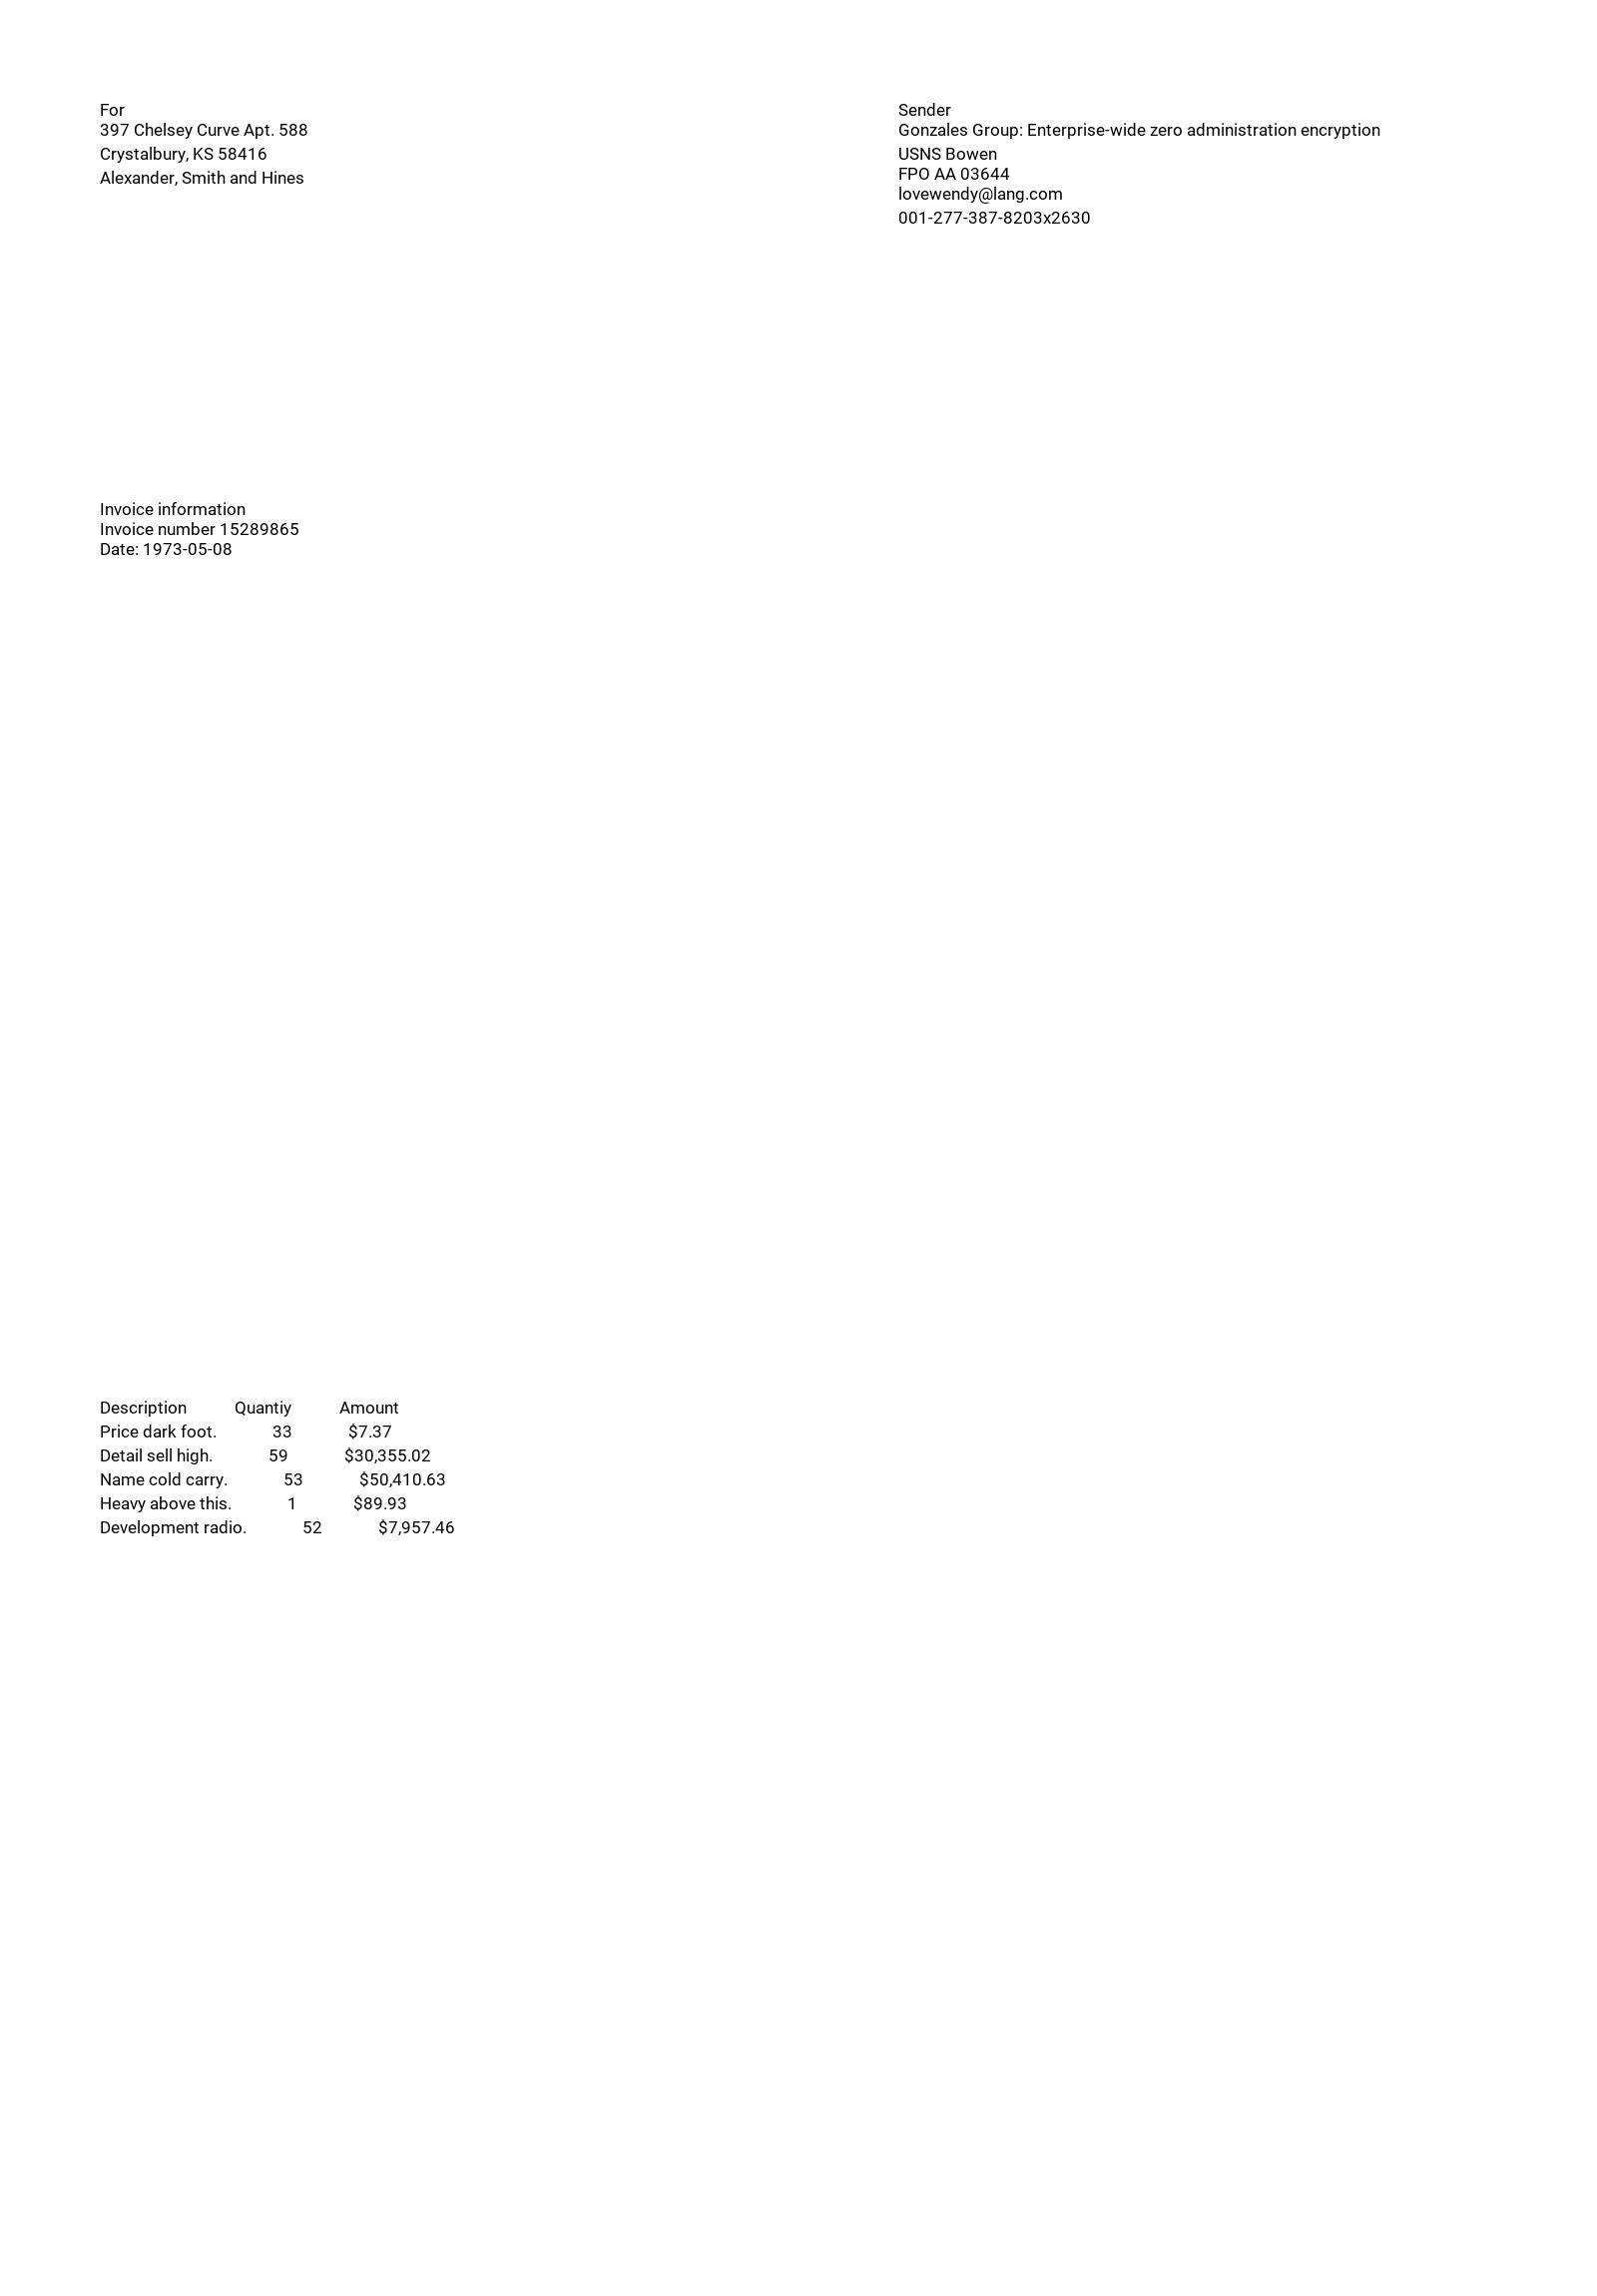 For
397 Chelsey Curve Apt. 588
Crystalbury, KS 58416
Alexander, Smith and Hines
Sender
Gonzales Group: Enterprise-wide zero administration encryption
USNS Bowen
FPO AA 03644
lovewendy@lang.com
001-277-387-8203x2630
Invoice information
Invoice number 15289865
Date: 1973-05-08
Description Quantiy Amount
Price dark foot. 33 $7.37
Detail sell high. 59 $30,355.02
Name cold carry. 53 $50,410.63
Heavy above this. 1 $89.93
Development radio. 52 $7,957.46